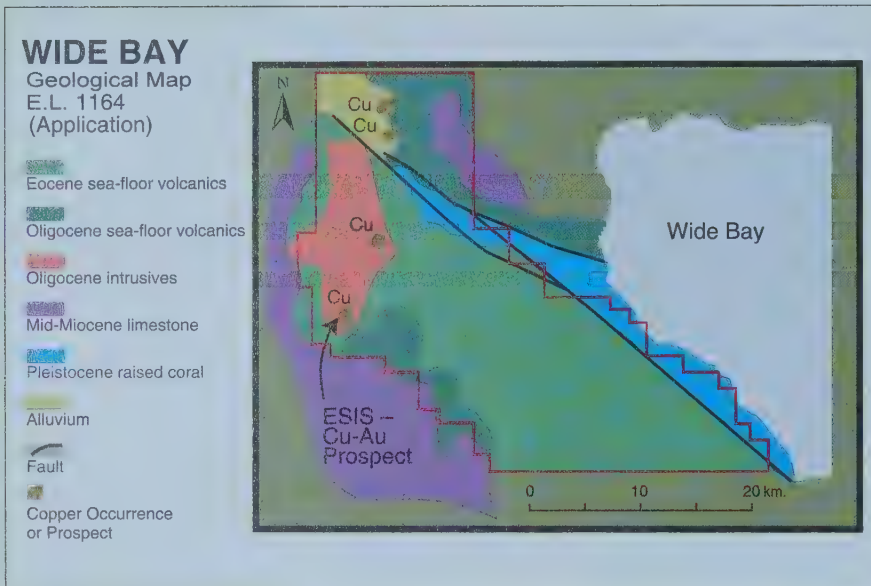 WIDE BAY
Geological Map
E.L. 1164
(Application)
Eocene sea-floor volcanics
Oligocene sea-floor volcanics
Oligocene intrusives
Mid-Miocene limestone
Pleistocene raised coral
Alluvium
Fault
Copper Occurrence
or Prospect
N
Cu
Cu
Cu
Cu
Wide Bay
ESIS –
Cu-Au
Prospect
0 10 20 km.